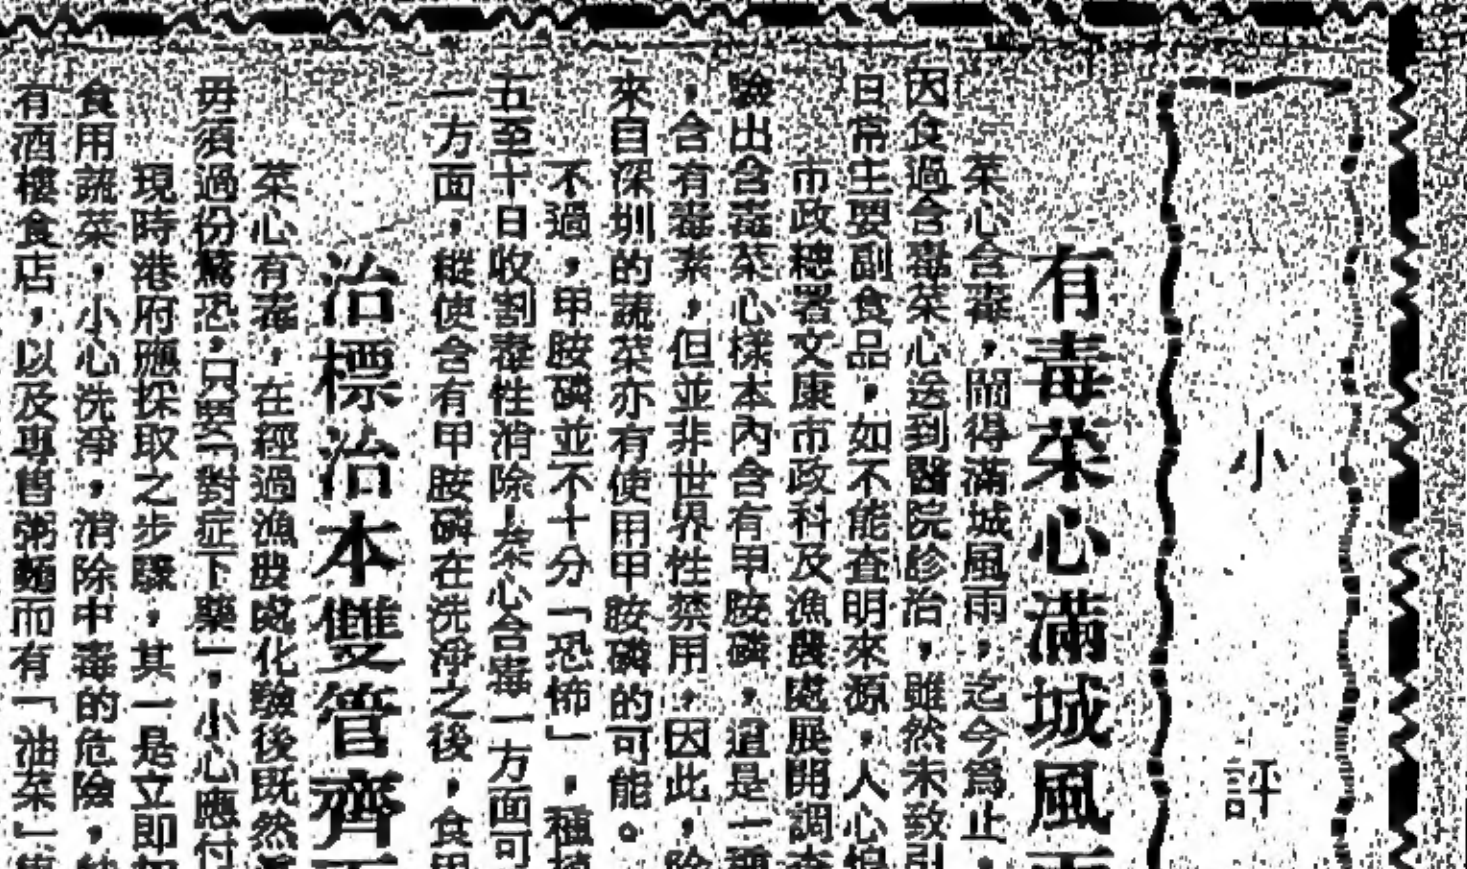 小評
有毒菜心滿城風
菜心含毒，鬧得滿城風雨，迄今為止，
因食過含毒菜心送到醫院診治，雖然未致引
日常主要副食品，如不能查明來源，人心
市政總署文康市政科及漁農處展開調查
驗出含毒菜心樣本內含有甲胺磷，這是一種
，含有毒素，但並非世界性禁用，因此，除
來自深圳的蔬菜亦有使用甲胺磷的可能。
不過，甲胺磷並不十分「恐怖」，種
五至十日收割毒性消除，菜心含毒一方面可
一方面，縱使含有甲胺磷在洗淨之後，食用
治標治本雙管齊
菜心有毒，在經過漁農處化驗後既然
毋須過份驚恐，只要「對症下藥」，小心應付
現時港府應採取之步驟，其一是立即
食用蔬菜，小心洗淨，消除中毒的危險，
有酒樓食店，以及專售粥麵而有「油菜」